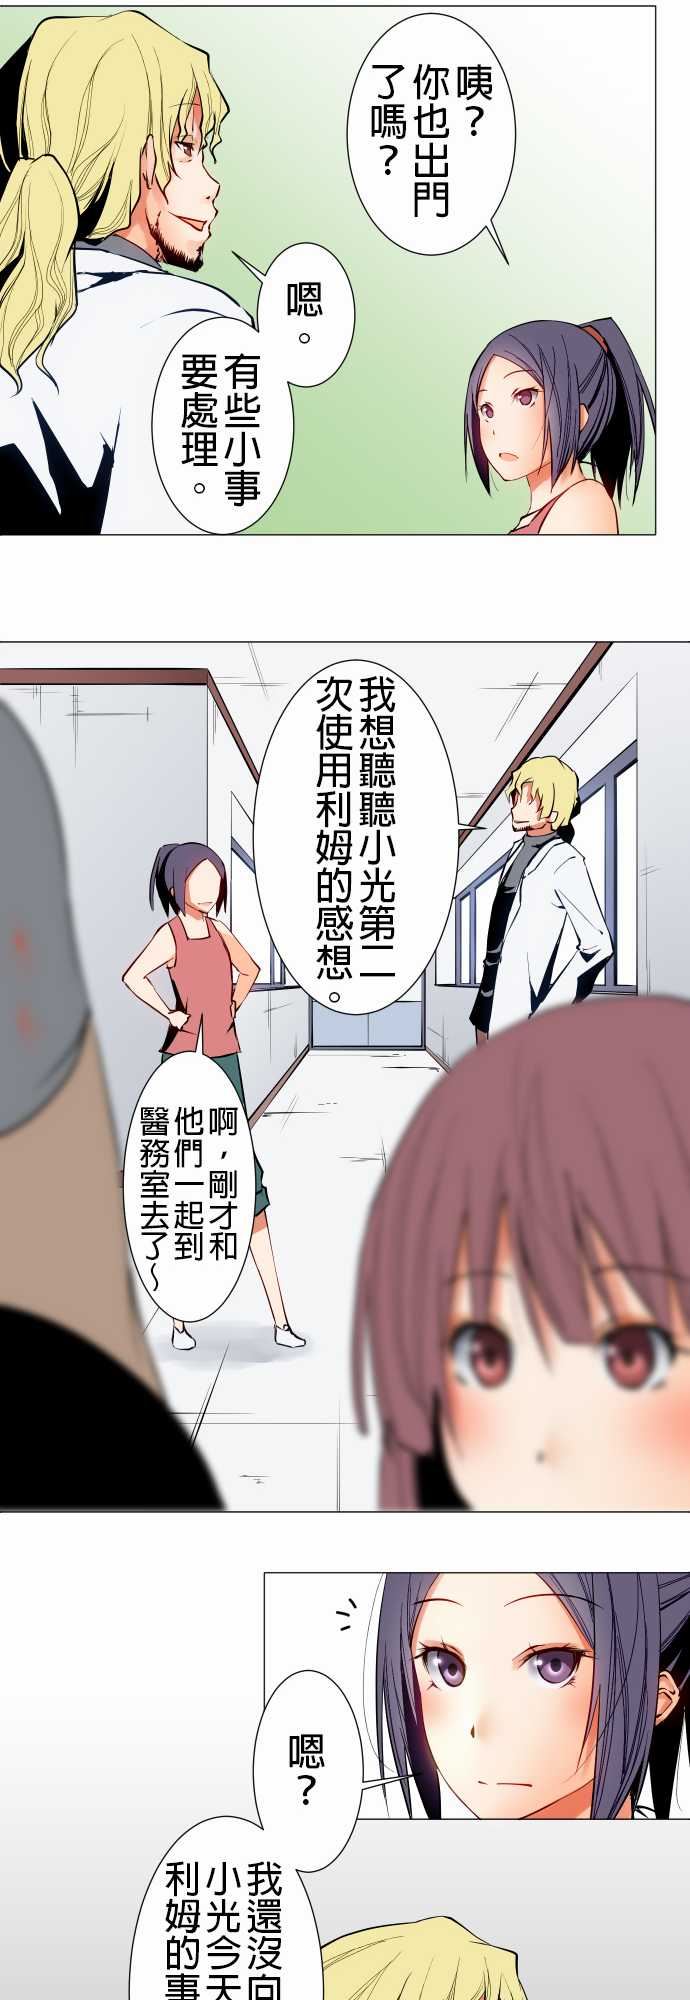 咦？
你也出門
了嗎？
嗯。
有些小事
要處理。
我想聽聽小光第二
次使用利姆的感想。
啊，剛才和
他們一起到
醫務室去了～
嗯？
我還沒向
小光今天
利姆的事